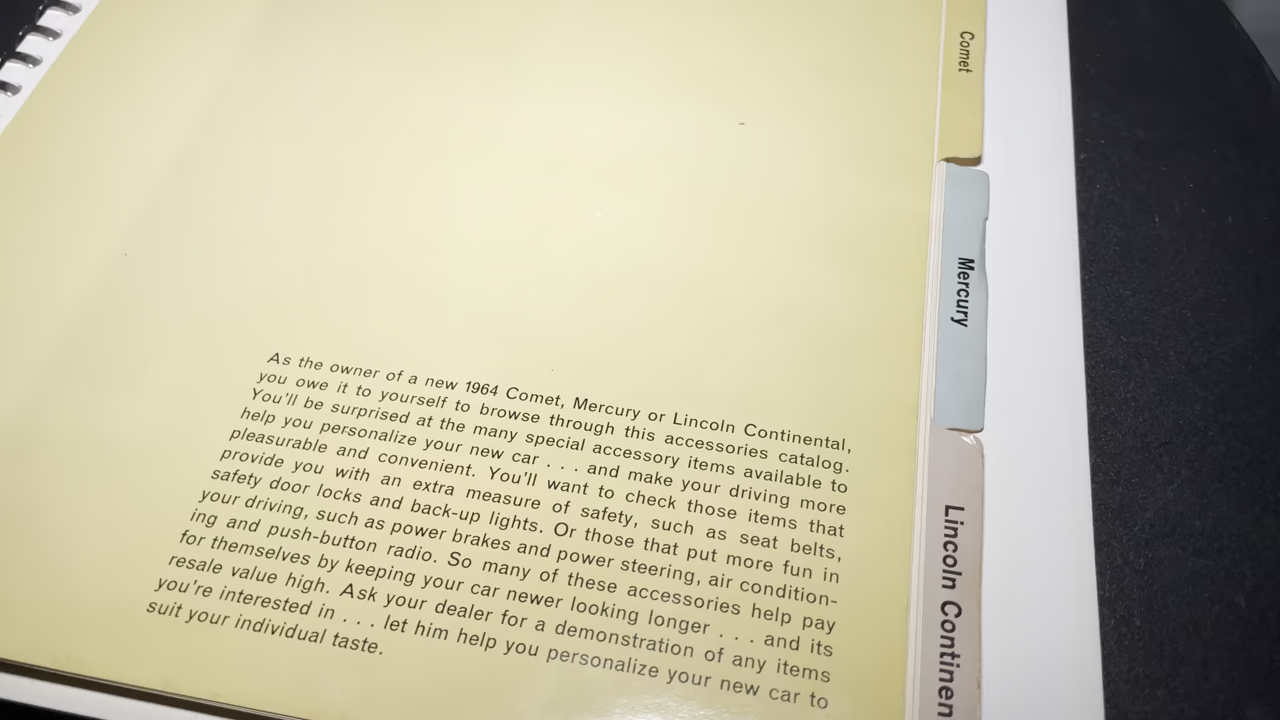 Comet
Mercury
Lincoln Continen
As the owner of a new 1964 Comet, Mercury or Lincoln Continental,
you owe it to yourself to browse through this accessories catalog.
You'll be surprised at the many special accessory items available to
help you personalize your new car . . . and make your driving more
pleasurable and convenient. You'll want to check those items that
provide you with an extra measure of safety, such as seat belts,
safety door locks and back-up lights. Or those that put more fun in
your driving, such as power brakes and power steering, air condition-
ing and push-button radio. So many of these accessories help pay
for themselves by keeping your car newer looking longer . . . and its
resale value high. Ask your dealer for a demonstration of any items
you're interested in . . . let him help you personalize your new car to
suit your individual taste.